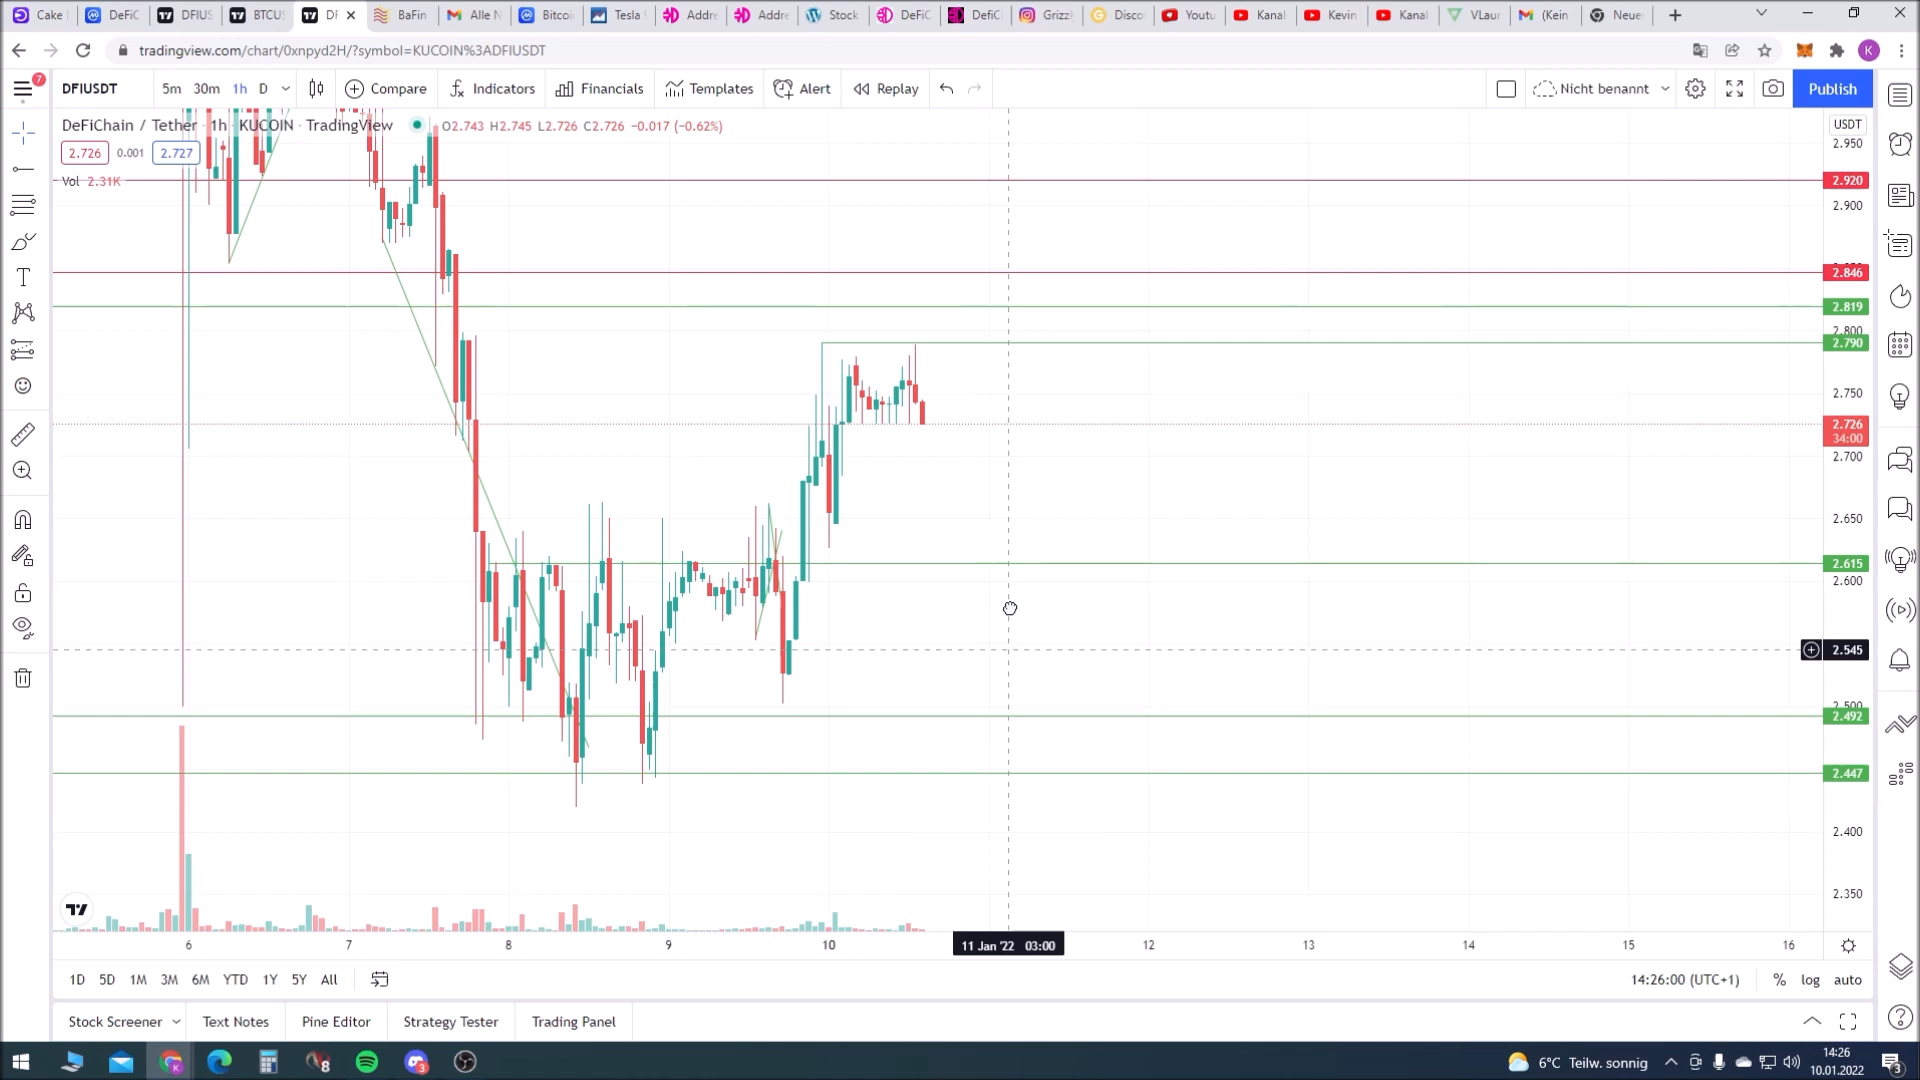 Cake DeFiC DFIUS BTCUS DF BaFin Alle N Bitcoi Tesla Addre Addre Stock DeFiC DefiC Grizzl Disco Youtu Kanal Kevin Kanal VLaun (Kein Neue
tradingview.com/chart/0xnpyd2H/?symbol=KUCOIN%3ADFIUSDT K
7 DFIUSDT 5m 30m 1h D Compare Indicators Financials Templates Alert Replay Nicht benannt Publish
DeFiChain / Tether · 1h · KUCOIN · TradingView O2.743 H2.745 L2.726 C2.726 −0.017 (−0.62%) USDT
2.950
2.726 0.001 2.727
Vol 2.31K 2.920
2.900
2.846
2.819
2.800
2.790
2.750
2.726
34:00
2.700
2.650
2.615
2.600
2.545
2.500
2.492
2.447
2.400
2.350
6 7 8 9 10 11 Jan '22 03:00 12 13 14 15 16
1D 5D 1M 3M 6M YTD 1Y 5Y All 14:26:00 (UTC+1) % log auto
Stock Screener Text Notes Pine Editor Strategy Tester Trading Panel
8 3 6°C Teilw. sonnig 14:26
10.01.2022 3